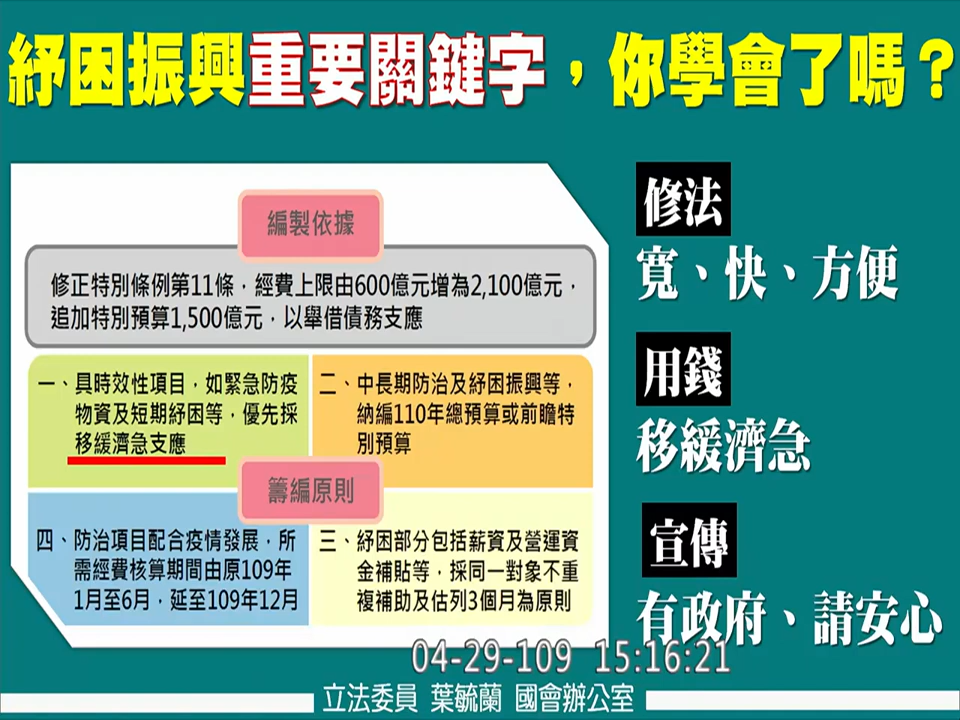 紓困振興重要關鍵字，你學會了嗎？
編製依據
修正特別條例第11條，經費上限由600億元增為2,100億元，
追加特別預算1,500億元，以舉借債務支應
一、具時效性項目，如緊急防疫
物資及短期紓困等，優先採
移緩濟急支應
二、中長期防治及紓困振興等，
納編110年總預算或前瞻特
別預算
籌編原則
四、防治項目配合疫情發展，所
需經費核算期間由原109年
1月至6月，延至109年12月
三、紓困部分包括薪資及營運資
金補貼等，採同一對象不重
複補助及估列3個月為原則
修法
寬、快、方便
用錢
移緩濟急
宣傳
有政府、請安心
04-29-109 15:16:21
立法委員 葉毓蘭 國會辦公室